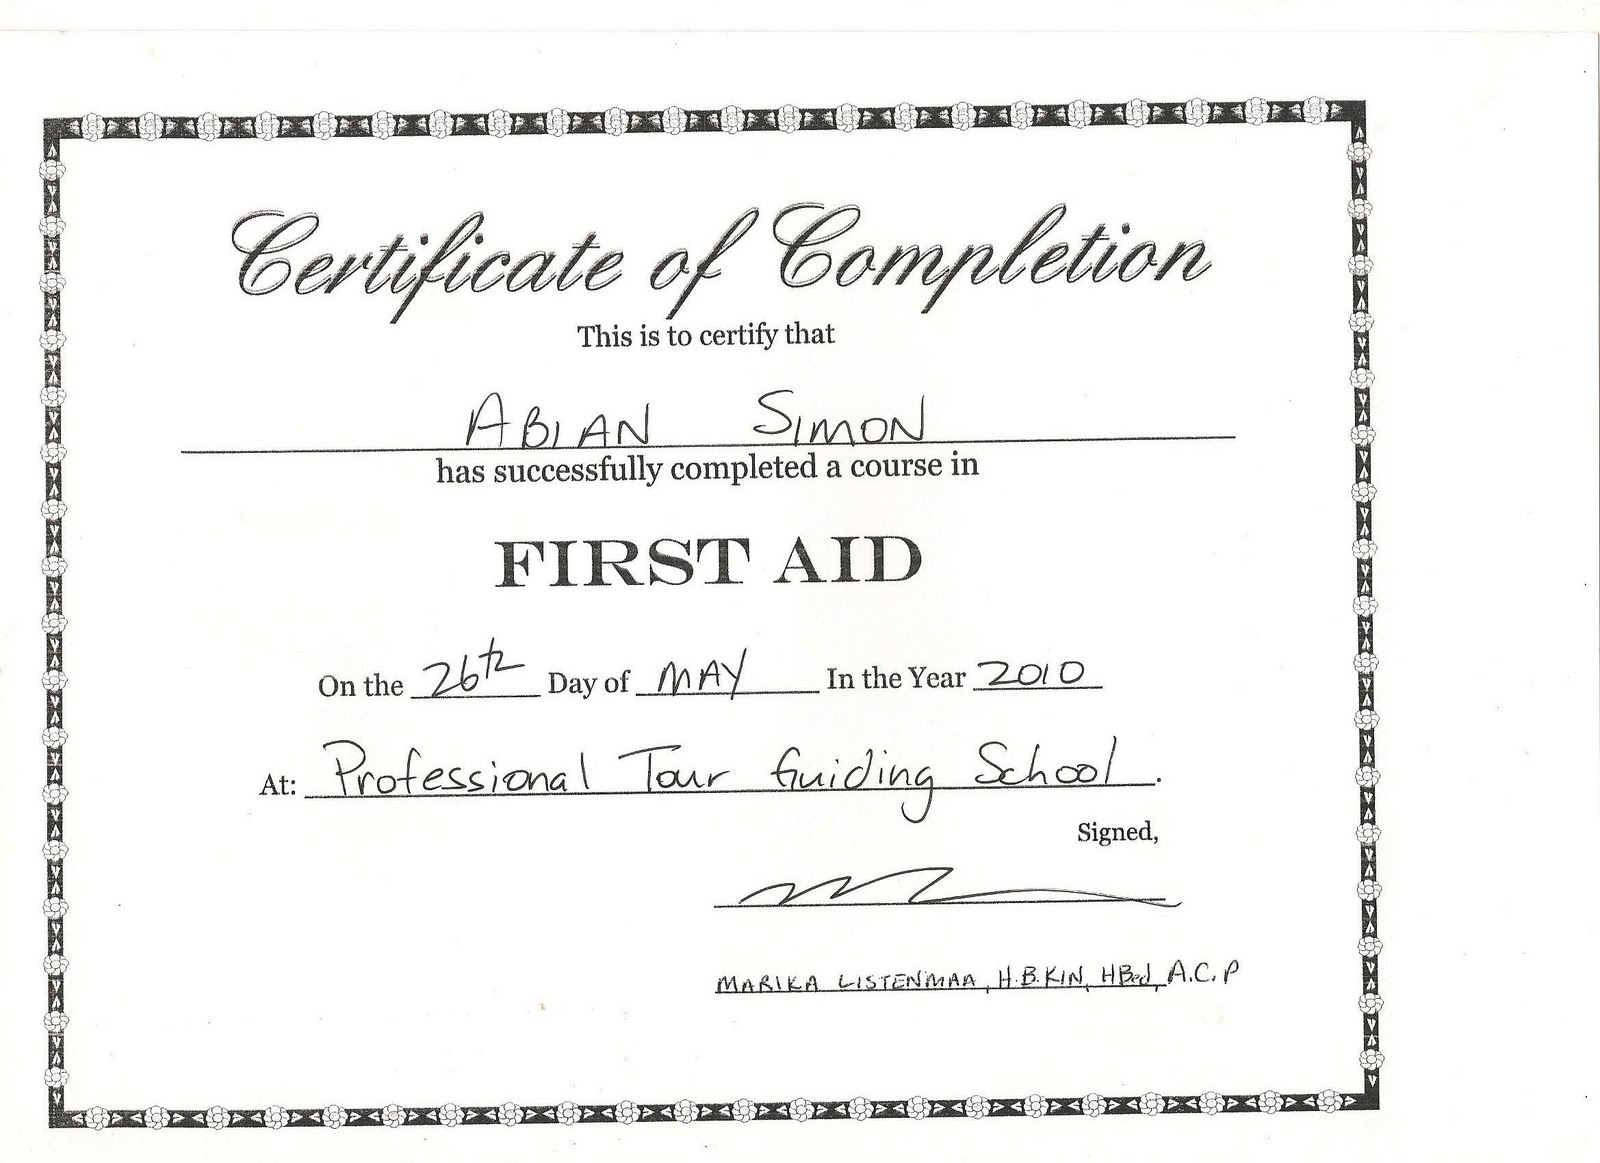 Certificate of Completion
This is to certify that
ABIAN SIMON
has successfully completed a course in
FIRST AID
On the 26th Day of MAY In the Year 2010
At: Professional Tour Guiding School.
Signed,
MARIKA LISTENMAA, H.B.KIN, HBed, A.C.P